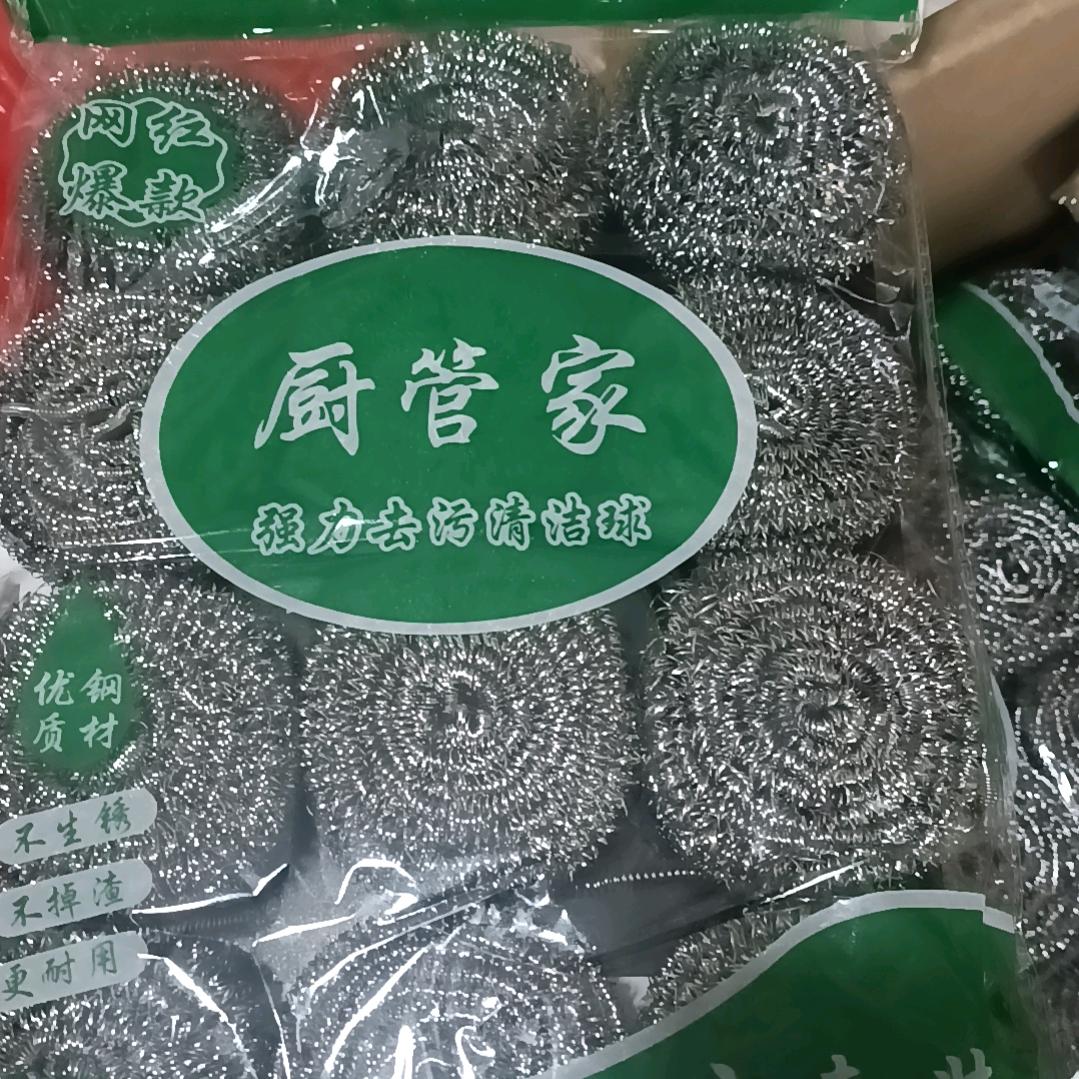 网红
爆款
厨管家
强力去污清洁球
优钢
质材
不生锈
不掉渣
更耐用